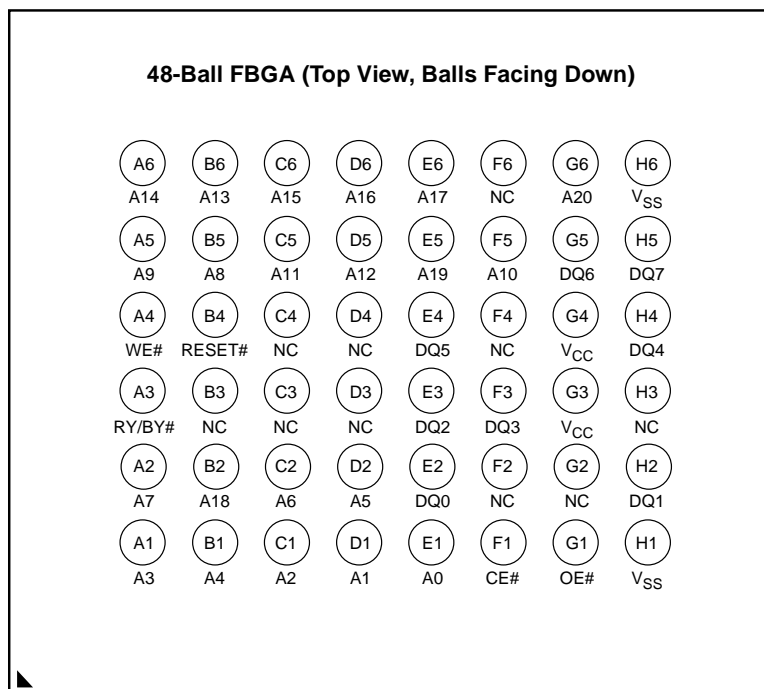 48-Ball FBGA (Top View, Balls Facing Down)
A6 B6 C6 D6 E6 F6 G6 H6
A14 A13 A15 A16 A17 NC A20 VSS
A5 B5 C5 D5 E5 F5 G5 H5
A9 A8 A11 A12 A19 A10 DQ6 DQ7
A4 B4 C4 D4 E4 F4 G4 H4
WE# RESET# NC NC DQ5 NC VCC DQ4
A3 B3 C3 D3 E3 F3 G3 H3
RY/BY# NC NC NC DQ2 DQ3 VCC NC
A2 B2 C2 D2 E2 F2 G2 H2
A7 A18 A6 A5 DQ0 NC NC DQ1
A1 B1 C1 D1 E1 F1 G1 H1
A3 A4 A2 A1 A0 CE# OE# VSS